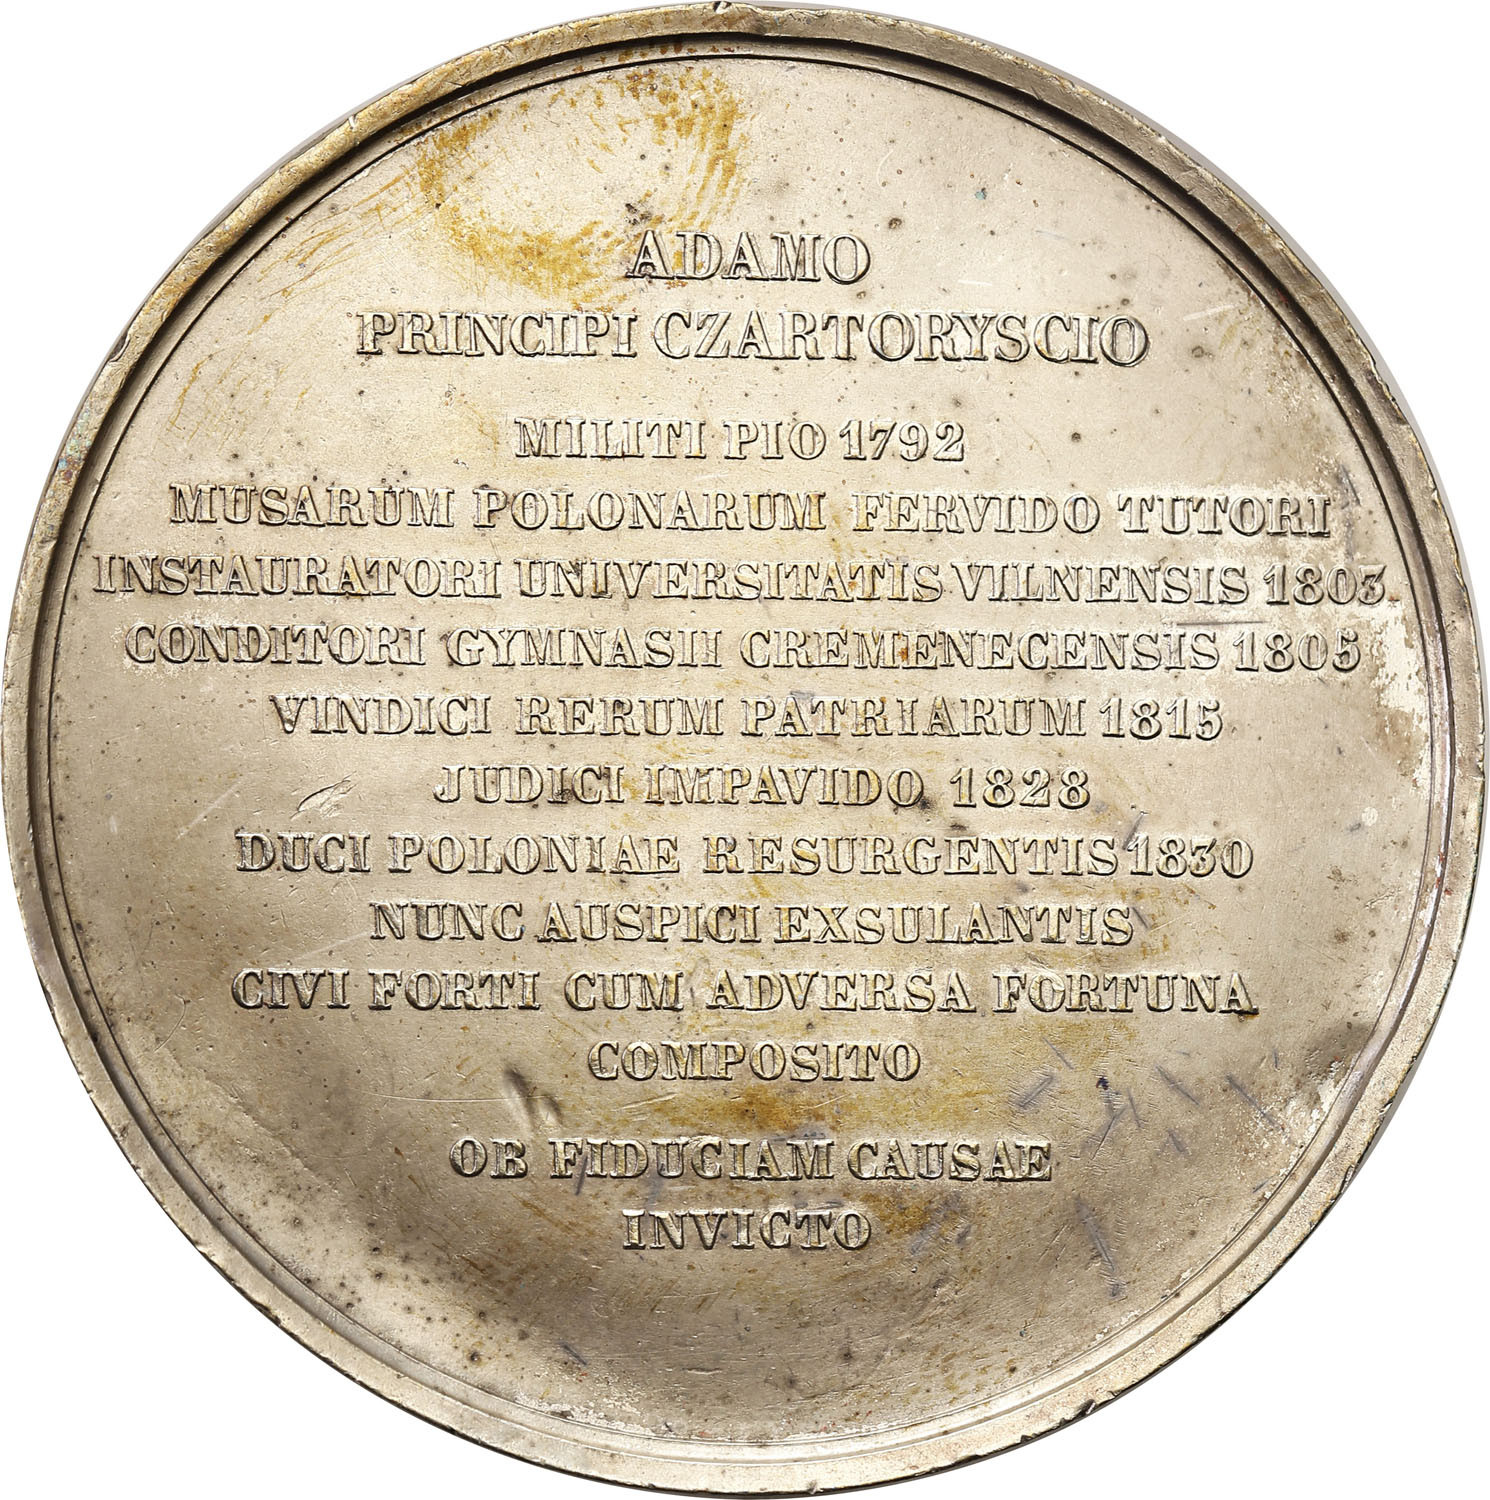 ADAMO
PRINCIPI CZARTORYSCIO
MILITI PIO 1792
MUSARUM POLONARUM FERVIDO TUTORI
INSTAURATORI UNIVERSITATIS VILNENSIS 1803
CONDITORI GYMNASII CREMENECENSIS 1805
VINDICI RERUM PATRIARUM 1815
JUDICI IMPAVIDO 1828
DUCI POLONIAE RESURGENTIS 1830
NUNC AUSPICI EXSULANTIS
CIVI FORTI CUM ADVERSA FORTUNA
COMPOSITO
OB FIDUCIAM CAUSAE
INVICTO